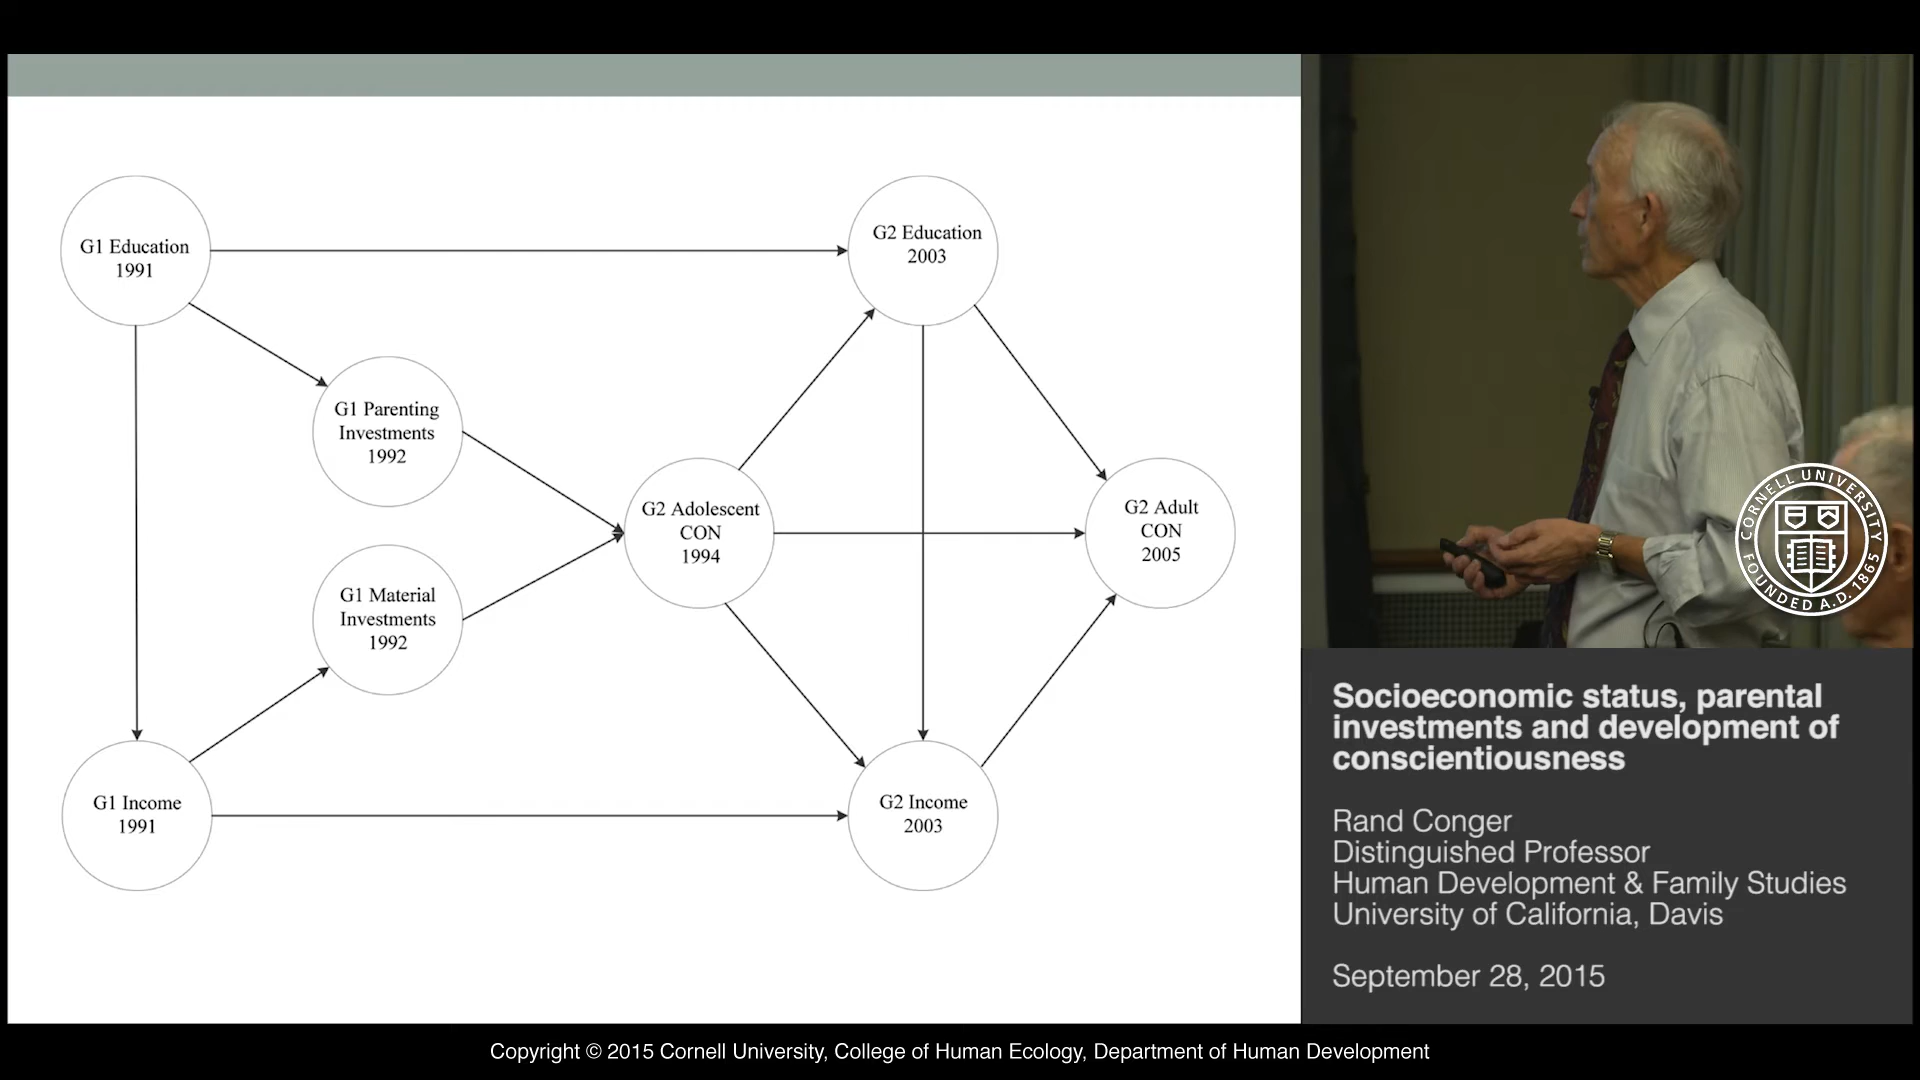 G1 Education
1991
G2 Education
2003
G1 Parenting
Investments
1992
G2 Adolescent
CON
1994
G2 Adult
CON
2005
G1 Material
Investments
1992
G1 Income
1991
G2 Income
2003
CORNELL UNIVERSITY
FOUNDED A.D. 1865
Socioeconomic status, parental
investments and development of
conscientiousness
Rand Conger
Distinguished Professor
Human Development & Family Studies
University of California, Davis
September 28, 2015
Copyright © 2015 Cornell University, College of Human Ecology, Department of Human Development